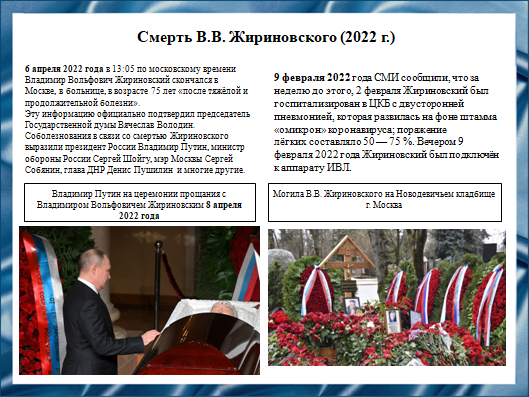 Смерть В.В. Жириновского (2022 г.)
6 апреля 2022 года в 13:05 по московскому времени
Владимир Вольфович Жириновский скончался в
Москве, в больнице, в возрасте 75 лет «после тяжёлой и
продолжительной болезни».
Эту информацию официально подтвердил председатель
Государственной думы Вячеслав Володин.
Соболезнования в связи со смертью Жириновского
выразили президент России Владимир Путин, министр
обороны России Сергей Шойгу, мэр Москвы Сергей
Собянин, глава ДНР Денис Пушилин и многие другие.
9 февраля 2022 года СМИ сообщили, что за
неделю до этого, 2 февраля Жириновский был
госпитализирован в ЦКБ с двусторонней
пневмонией, которая развилась на фоне штамма
«омикрон» коронавируса; поражение
лёгких составляло 50 — 75 %. Вечером 9
февраля 2022 года Жириновский был подключён
к аппарату ИВЛ.
Владимир Путин на церемонии прощания с
Владимиром Вольфовичем Жириновским 8 апреля
2022 года
Могила В.В. Жириновского на Новодевичьем кладбище
г. Москва